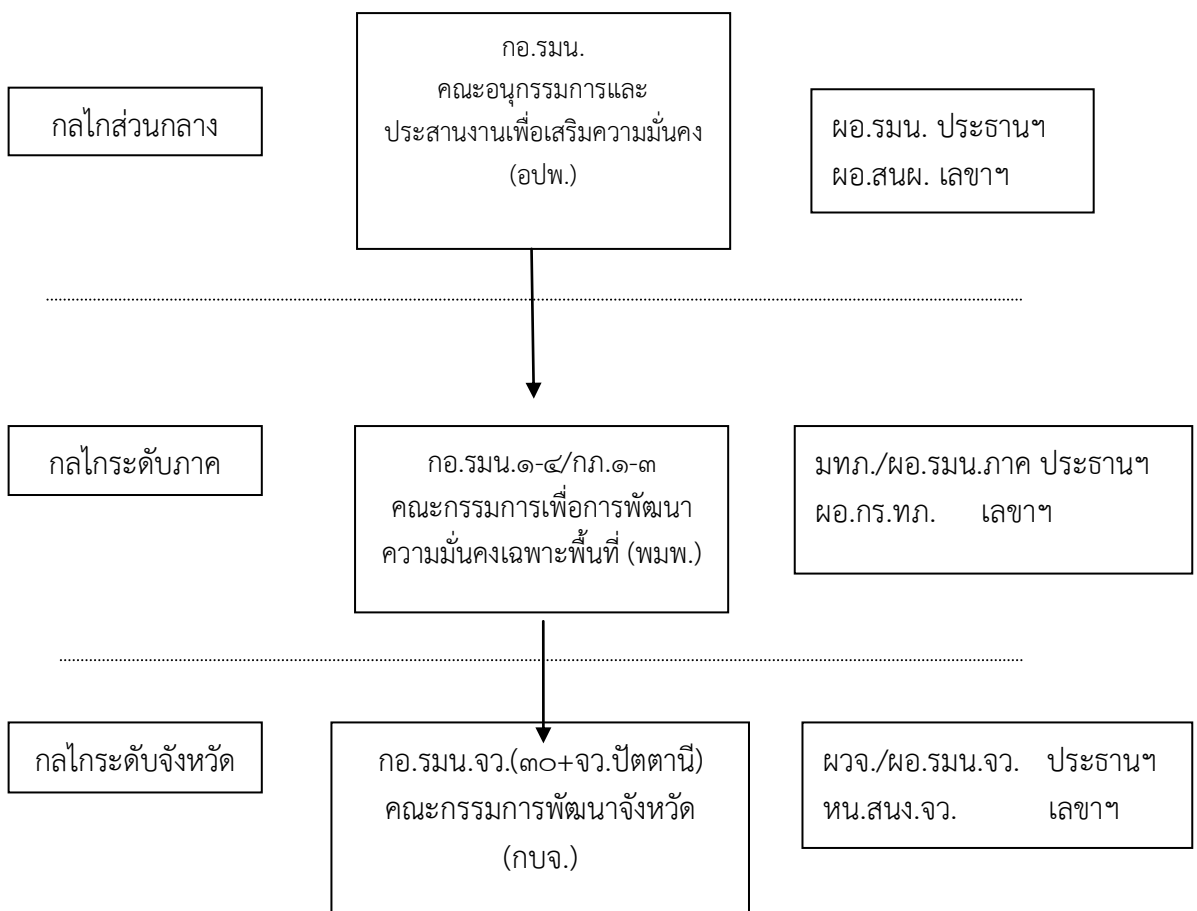 กลไกส่วนกลาง
กอ.รมน.
คณะอนุกรรมการและ
ประสานงานเพื่อเสริมความมั่นคง
(อปพ.)
ผอ.รมน. ประธานฯ
ผอ.สนผ. เลขาฯ
กลไกระดับภาค
กอ.รมน.๑-๔/กภ.๑-๓
คณะกรรมการเพื่อการพัฒนา
ความมั่นคงเฉพาะพื้นที่ (พมพ.)
มทภ./ผอ.รมน.ภาค ประธานฯ
ผอ.กร.ทภ. เลขาฯ
กลไกระดับจังหวัด
กอ.รมน.จว.(๓๐+จว.ปัตตานี)
คณะกรรมการพัฒนาจังหวัด
(กบจ.)
ผวจ./ผอ.รมน.จว. ประธานฯ
หน.สนง.จว. เลขาฯ